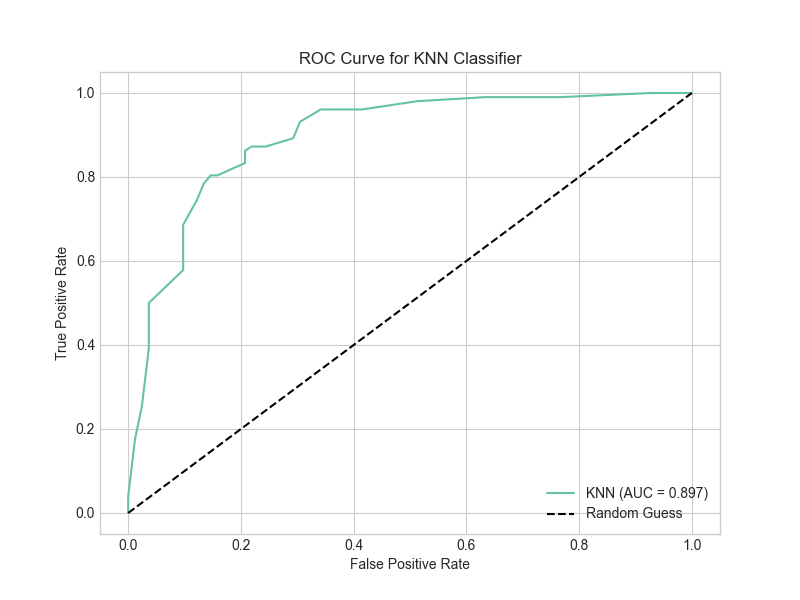 ROC Curve for KNN Classifier
1.0
0.8
0.6
0.4
0.2
0.0
True Positive Rate
KNN (AUC = 0.897)
Random Guess
0.0 0.2 0.4 0.6 0.8 1.0
False Positive Rate